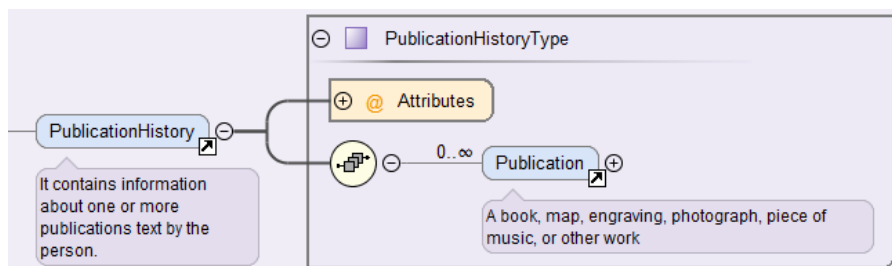 PublicationHistoryType
@ Attributes
PublicationHistory
0..∞
Publication
It contains information
about one or more
publications text by the
person.
A book, map, engraving, photograph, piece of
music, or other work